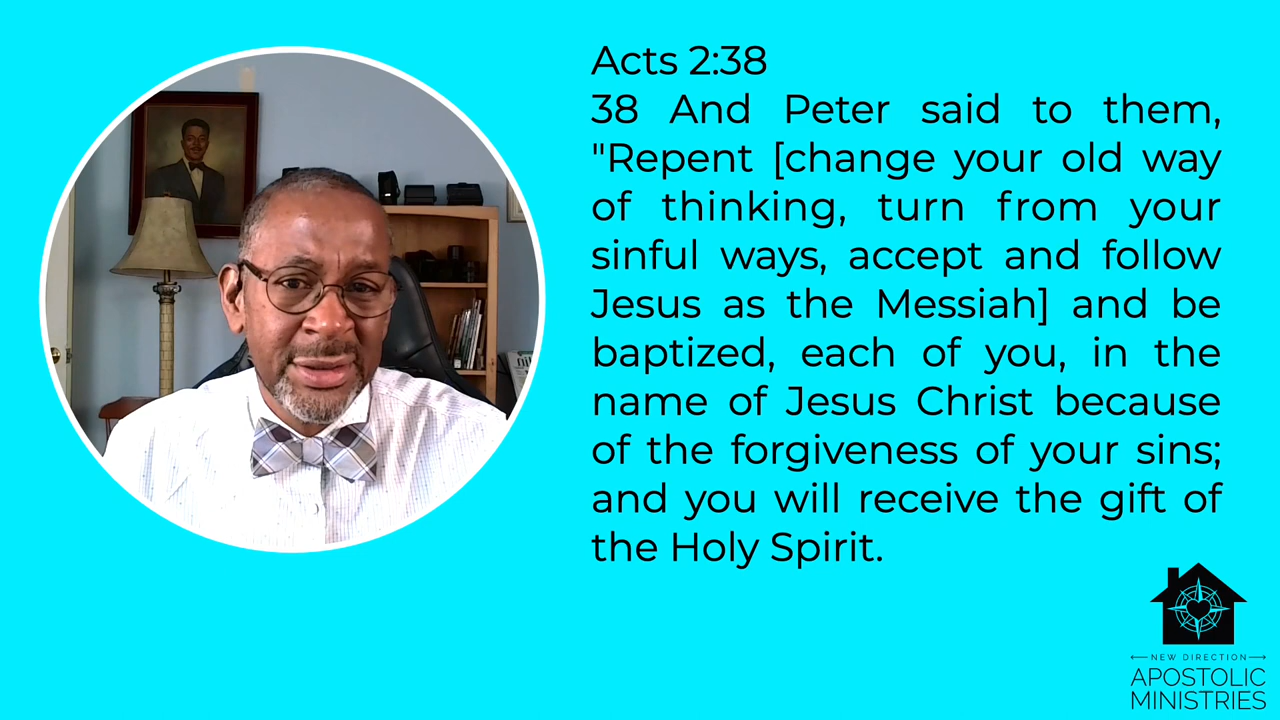 Acts 2:38
38 And Peter said to them,
"Repent [change your old way
of thinking, turn from your
sinful ways, accept and follow
Jesus as the Messiah] and be
baptized, each of you, in the
name of Jesus Christ because
of the forgiveness of your sins;
and you will receive the gift of
the Holy Spirit.
NEW DIRECTION
APOSTOLIC
MINISTRIES